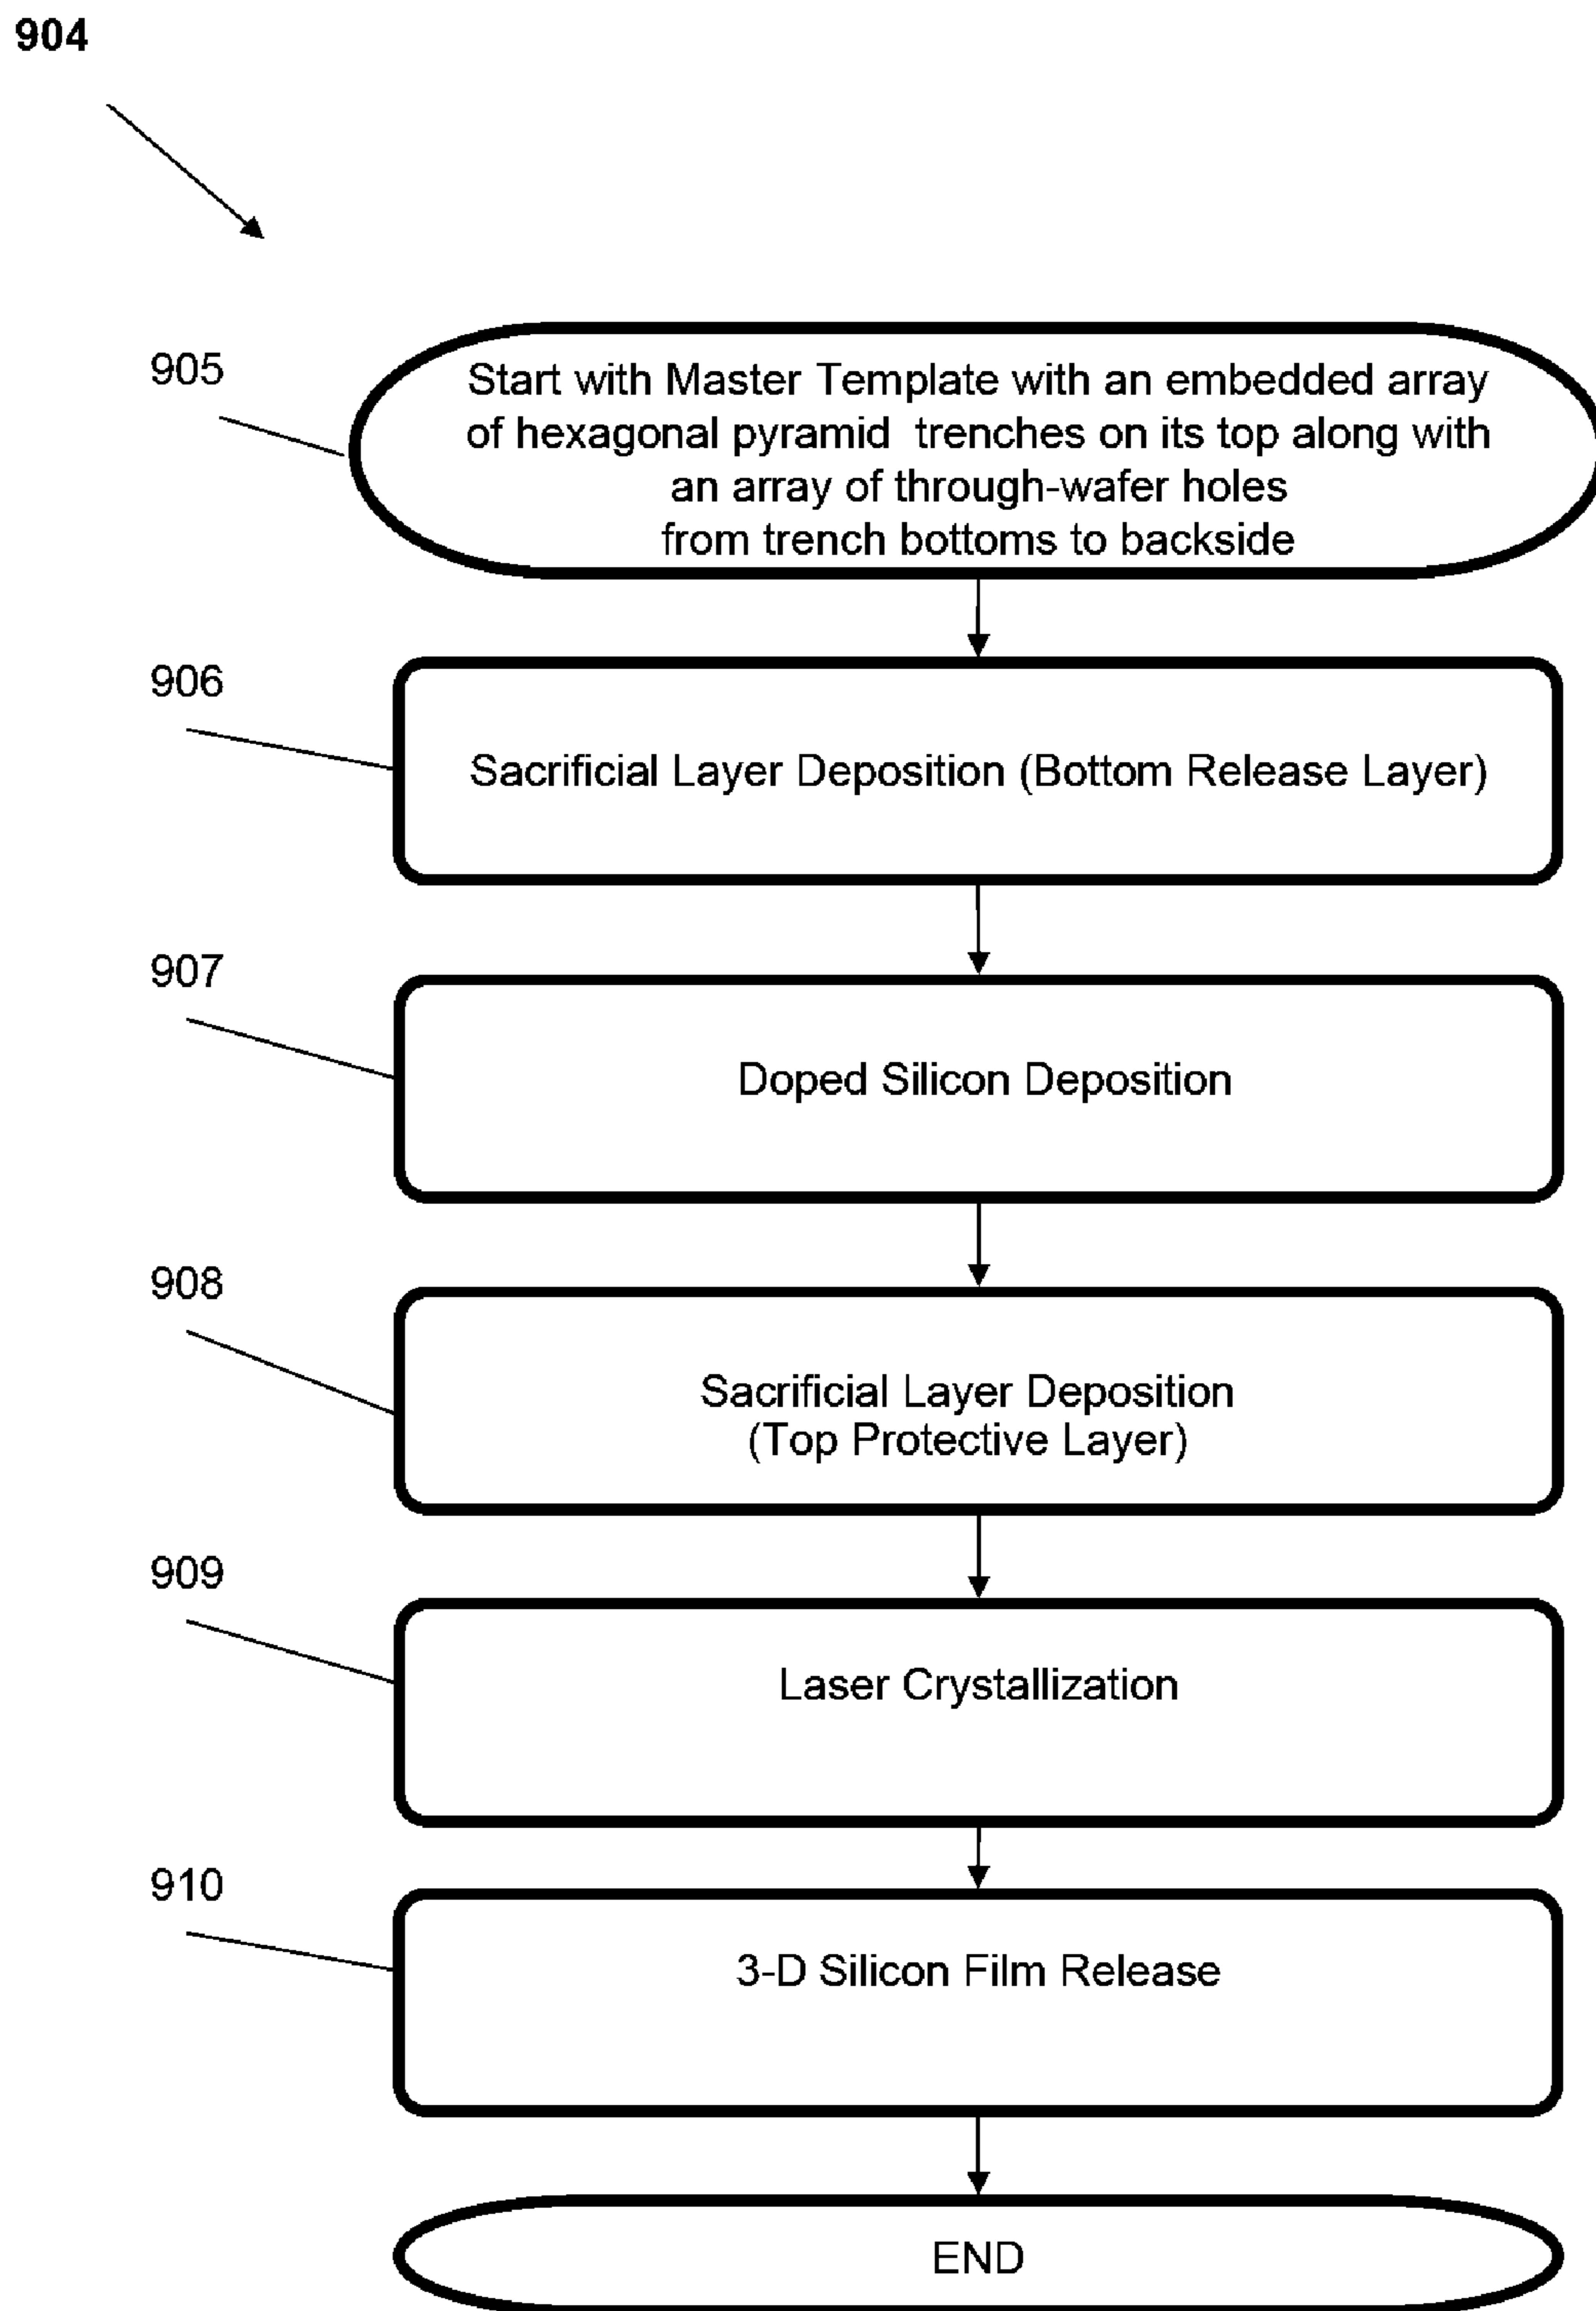 904
905
Start with Master Template with an embedded array
of hexagonal pyramid trenches on its top along with
an array of through-wafer holes
from trench bottoms to backside
906
Sacrificial Layer Deposition (Bottom Release Layer)
907
Doped Silicon Deposition
908
Sacrificial Layer Deposition
(Top Protective Layer)
909
Laser Crystallization
910
3-D Silicon Film Release
END